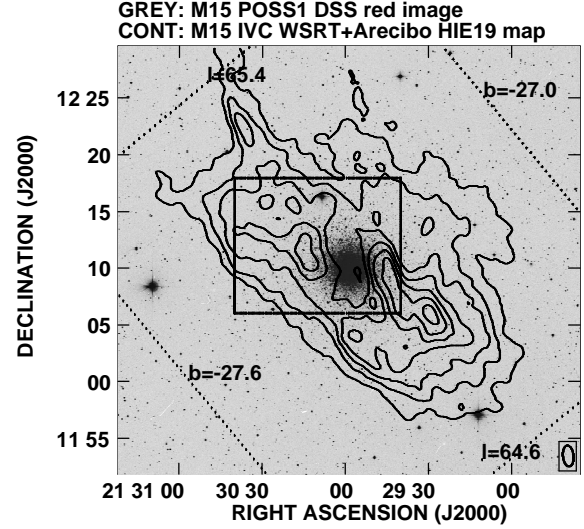 GREY: M15 POSS1 DSS red image
CONT: M15 IVC WSRT+Arecibo HIE19 map
l=65.4
b=-27.0
12 25
20
15
10
05
00
11 55
DECLINATION (J2000)
b=-27.6
l=64.6
21 31 00 30 30 00 29 30 00
RIGHT ASCENSION (J2000)